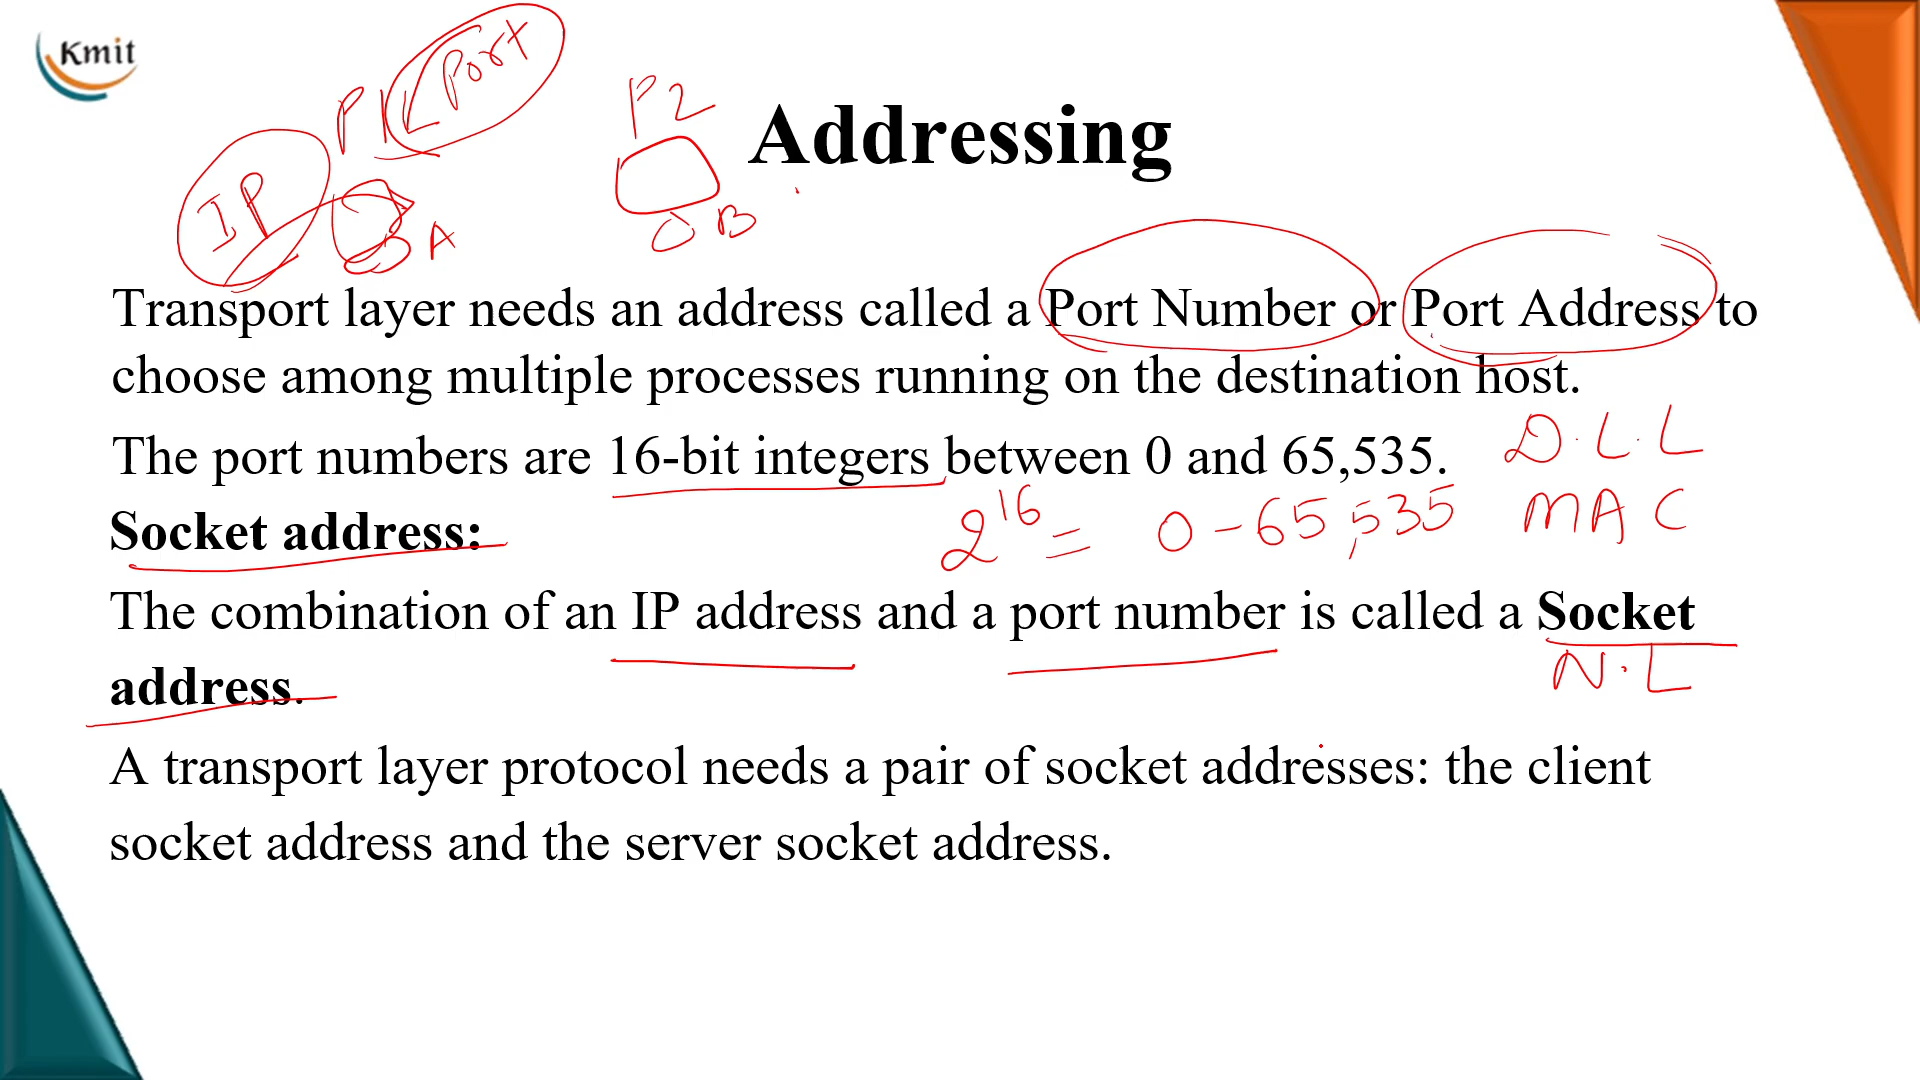 Kmit
Port
P1
P2
Addressing
IP
A
B
Transport layer needs an address called a Port Number or Port Address to
choose among multiple processes running on the destination host.
D.L.L
The port numbers are 16-bit integers between 0 and 65,535.
2^16 = 0-65,535
MAC
Socket address:
The combination of an IP address and a port number is called a Socket
N.L
address.
A transport layer protocol needs a pair of socket addresses: the client
socket address and the server socket address.